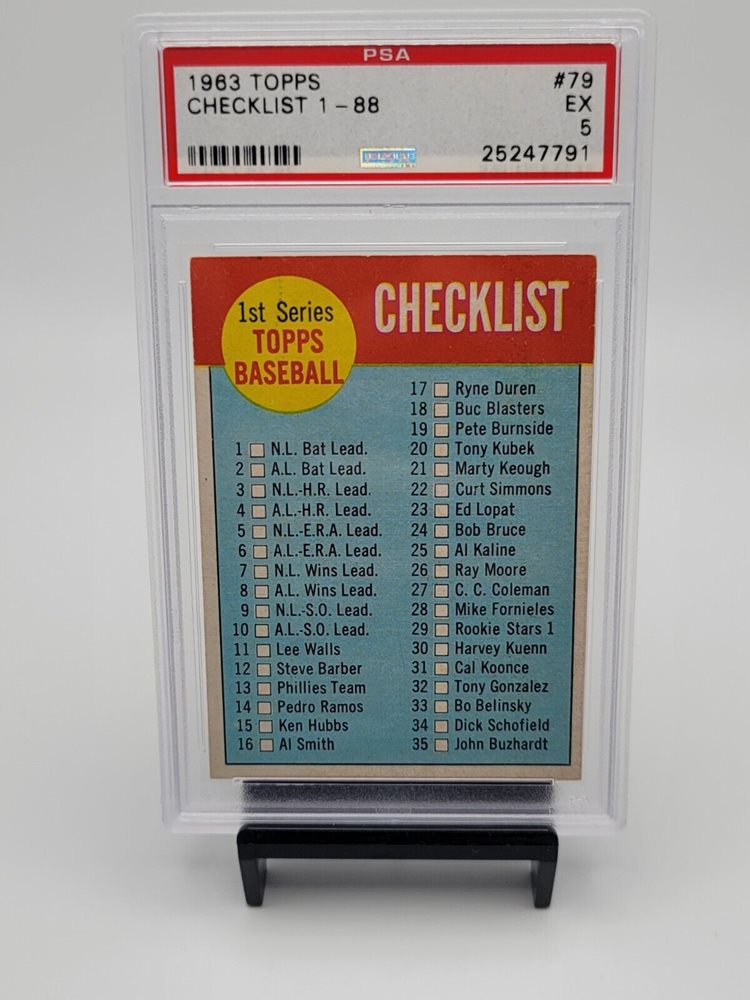 PSA
1963 TOPPS #79
CHECKLIST 1 - 88 EX
5
25247791
1st Series
TOPPS
BASEBALL
CHECKLIST
1 N.L. Bat Lead.
2 A.L. Bat Lead.
3 N.L.-H.R. Lead.
4 A.L.-H.R. Lead.
5 N.L.-E.R.A. Lead.
6 A.L.-E.R.A. Lead.
7 N.L. Wins Lead.
8 A.L. Wins Lead.
9 N.L.-S.O. Lead.
10 A.L.-S.O. Lead.
11 Lee Walls
12 Steve Barber
13 Phillies Team
14 Pedro Ramos
15 Ken Hubbs
16 Al Smith
17 Ryne Duren
18 Buc Blasters
19 Pete Burnside
20 Tony Kubek
21 Marty Keough
22 Curt Simmons
23 Ed Lopat
24 Bob Bruce
25 Al Kaline
26 Ray Moore
27 C. C. Coleman
28 Mike Fornieles
29 Rookie Stars 1
30 Harvey Kuenn
31 Cal Koonce
32 Tony Gonzalez
33 Bo Belinsky
34 Dick Schofield
35 John Buzhardt